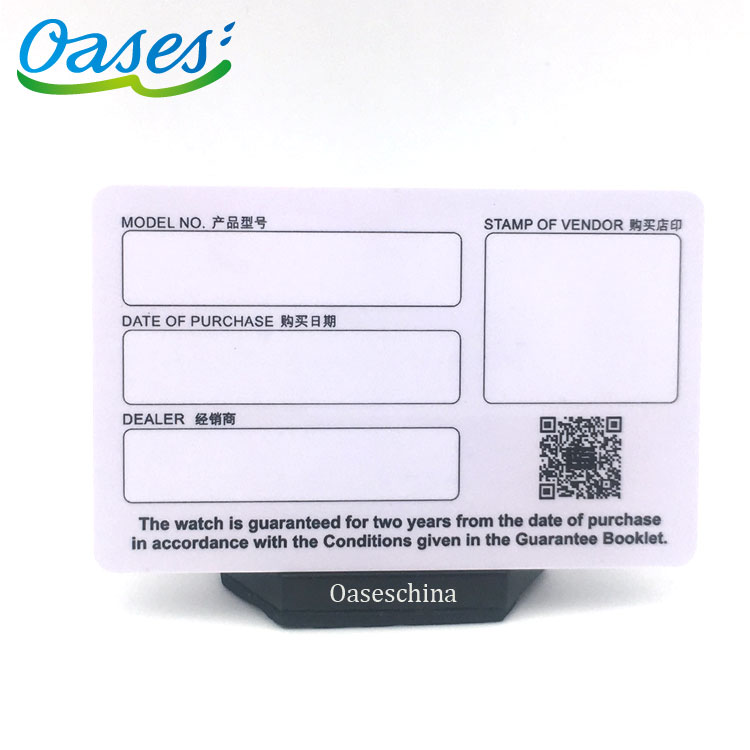 Oases
MODEL NO. 产品型号
STAMP OF VENDOR 购买店印
DATE OF PURCHASE 购买日期
DEALER 经销商
The watch is guaranteed for two years from the date of purchase
in accordance with the Conditions given in the Guarantee Booklet.
Oaseschina